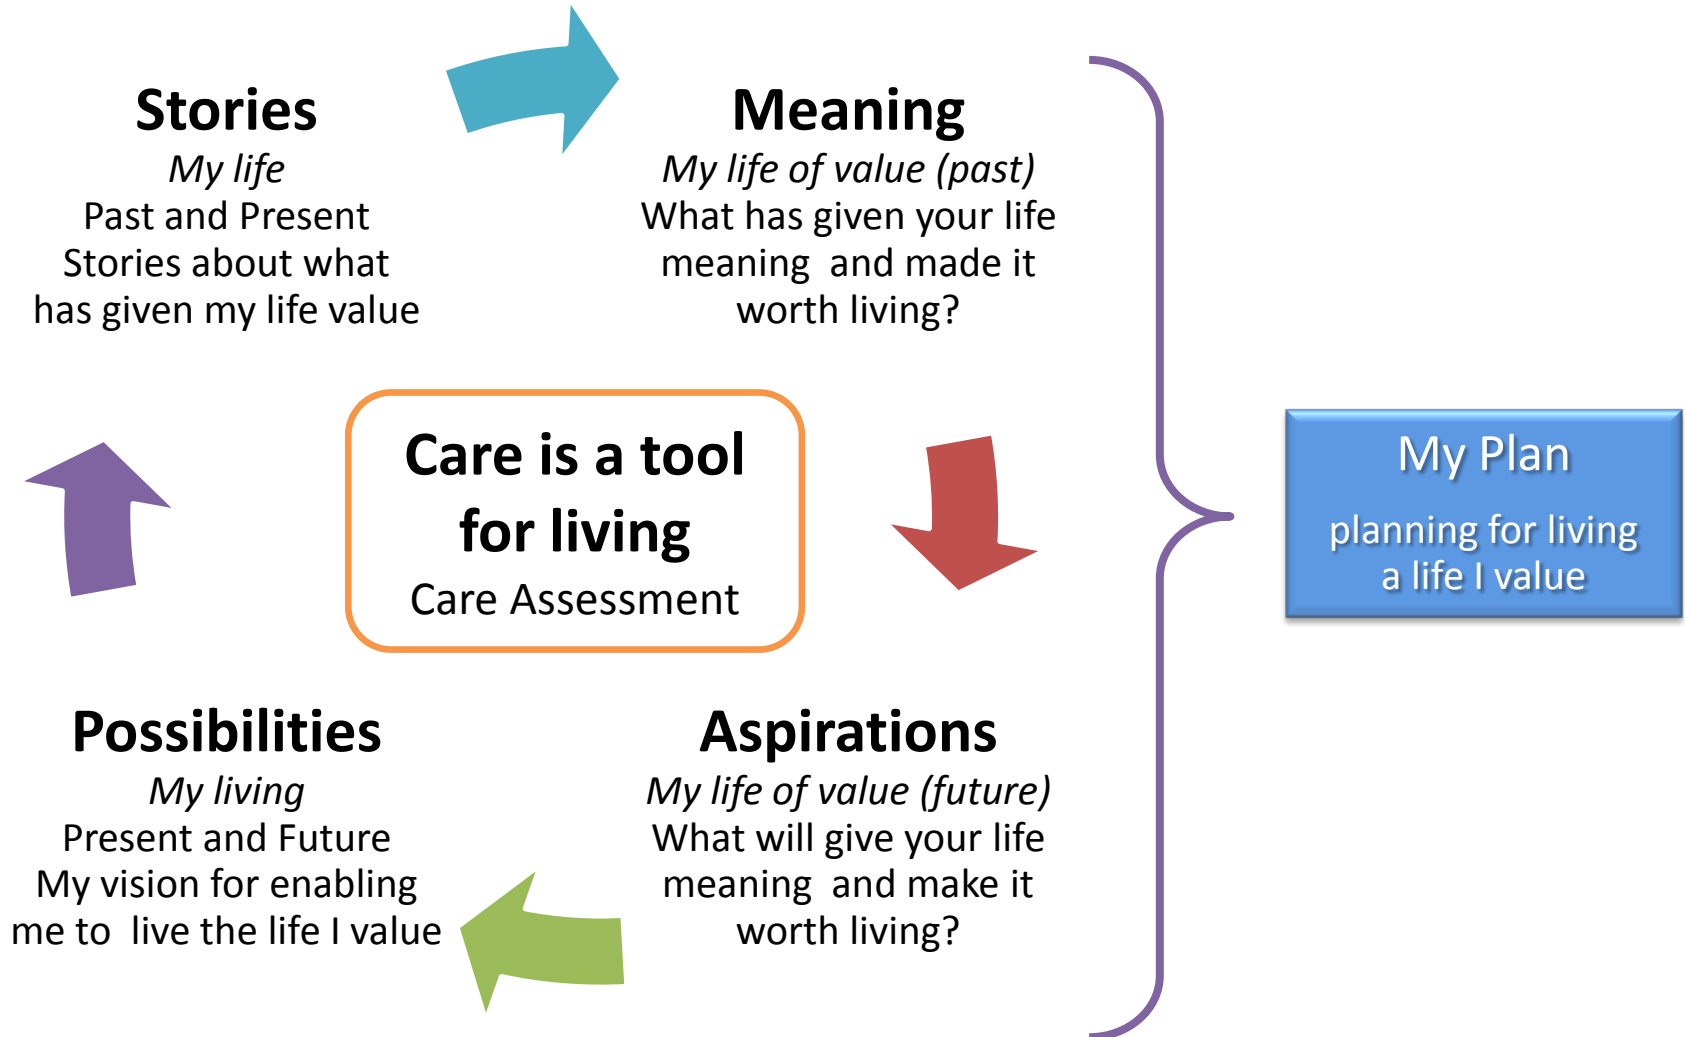 Stories
My life
Past and Present
Stories about what
has given my life value
Meaning
My life of value (past)
What has given your life
meaning  and made it
worth living?
Care is a tool
for living
Care Assessment
Possibilities
My living
Present and Future
My vision for enabling
me to  live the life I value
Aspirations
My life of value (future)
What will give your life
meaning  and make it
worth living?
My Plan
planning for living
a life I value